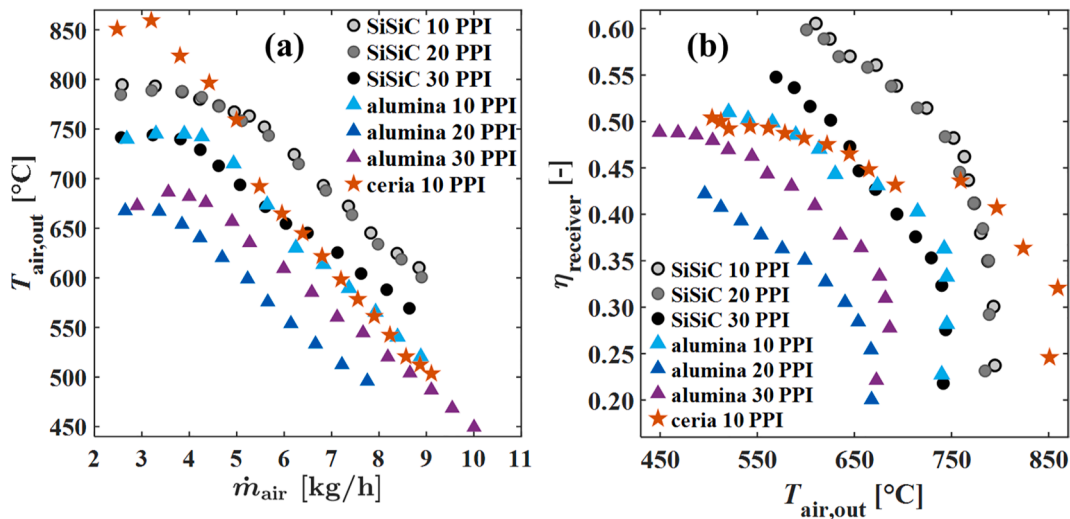 (a)
SiSiC 10 PPI
SiSiC 20 PPI
SiSiC 30 PPI
alumina 10 PPI
alumina 20 PPI
alumina 30 PPI
ceria 10 PPI
850
800
750
700
650
600
550
500
450
T_air,out [°C]
2 3 4 5 6 7 8 9 10 11
ṁ_air [kg/h]
(b)
0.60
0.55
0.50
0.45
0.40
0.35
0.30
0.25
0.20
η_receiver [-]
SiSiC 10 PPI
SiSiC 20 PPI
SiSiC 30 PPI
alumina 10 PPI
alumina 20 PPI
alumina 30 PPI
ceria 10 PPI
450 550 650 750 850
T_air,out [°C]